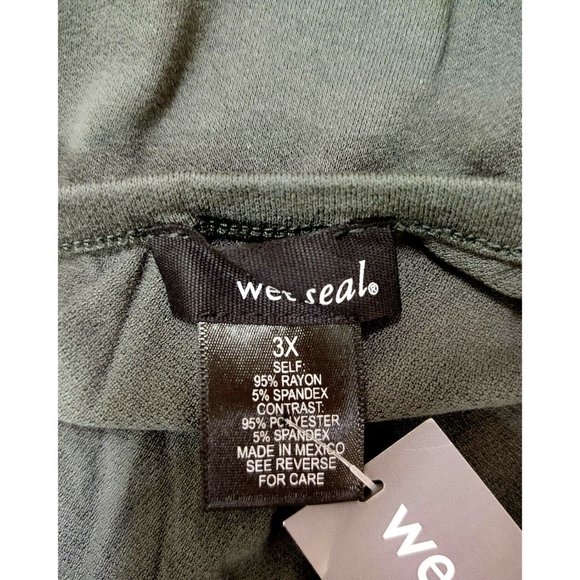 wet seal®
3X
SELF:
95% RAYON
5% SPANDEX
CONTRAST:
95% POLYESTER
5% SPANDEX
MADE IN MEXICO
SEE REVERSE
FOR CARE
we